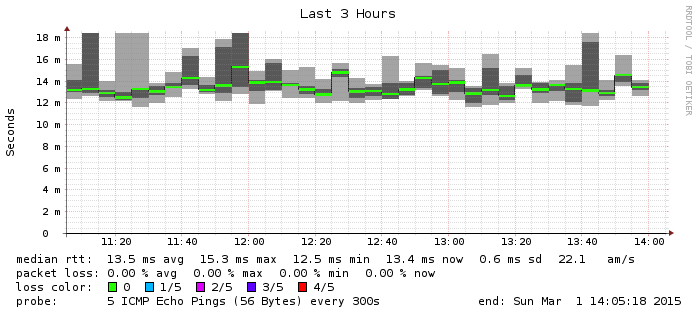 Last 3 Hours
RRDTOOL / TOBI OETIKER
Seconds
18 m
16 m
14 m
12 m
10 m
8 m
6 m
4 m
2 m
0
11:20 11:40 12:00 12:20 12:40 13:00 13:20 13:40 14:00
median rtt: 13.5 ms avg 15.3 ms max 12.5 ms min 13.4 ms now 0.6 ms sd 22.1 am/s
packet loss: 0.00 % avg 0.00 % max 0.00 % min 0.00 % now
loss color: 0 1/5 2/5 3/5 4/5
probe: 5 ICMP Echo Pings (56 Bytes) every 300s end: Sun Mar 1 14:05:18 2015